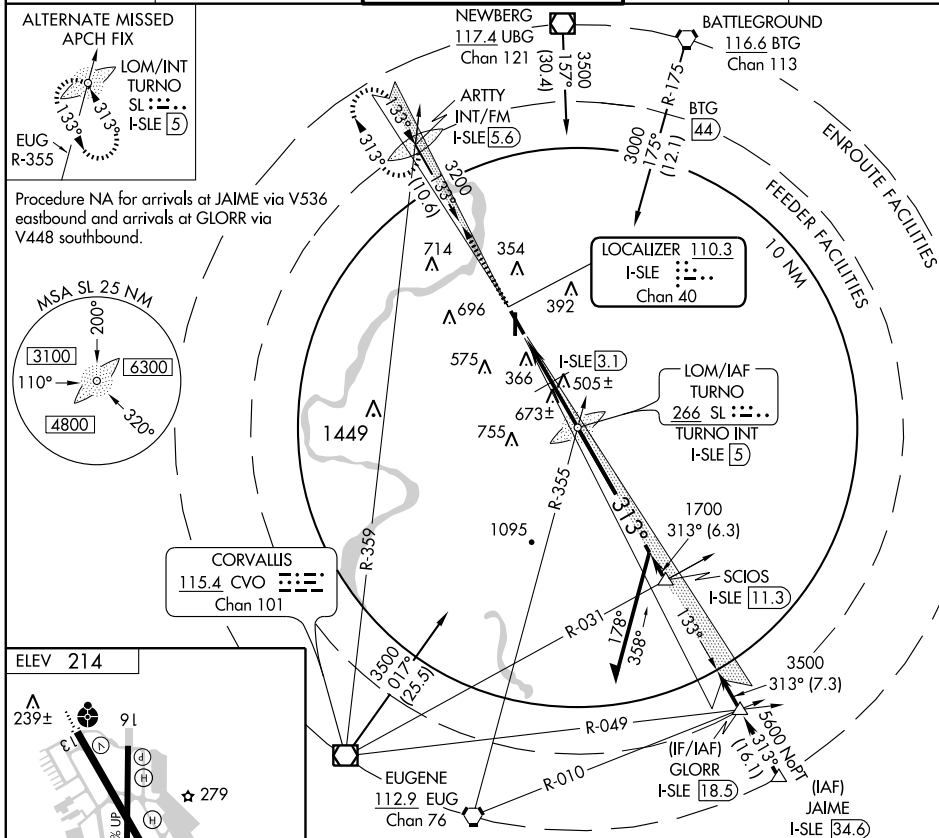 ALTERNATE MISSED
APCH FIX
LOM/INT
TURNO
SL
I-SLE 5
133°
313°
EUG
R-355
Procedure NA for arrivals at JAIME via V536
eastbound and arrivals at GLORR via
V448 southbound.
MSA SL 25 NM
200°
3100
6300
110°
4800
320°
NEWBERG
117.4 UBG
Chan 121
3500
157°
(30.4)
BATTLEGROUND
116.6 BTG
Chan 113
R-175
BTG
44
3000
175°
(12.1)
ENROUTE FACILITIES
FEEDER FACILITIES
10 NM
ARTTY
INT/FM
I-SLE 5.6
133°
313°
3200
133°
(10.6)
714
354
392
696
LOCALIZER 110.3
I-SLE
Chan 40
575
366
I-SLE 3.1
505±
673±
755
1449
LOM/IAF
TURNO
266 SL
TURNO INT
I-SLE 5
R-359
R-355
313°
1095
1700
313° (6.3)
SCIOS
I-SLE 11.3
CORVALLIS
115.4 CVO
Chan 101
R-031
178°
358°
133°
3500
017°
(25.5)
3500
313° (7.3)
R-049
R-010
5600 NoPT
313°
(16.1)
(IF/IAF)
GLORR
I-SLE 18.5
EUGENE
112.9 EUG
Chan 76
(IAF)
JAIME
I-SLE 34.6
ELEV 214
239±
13
16
V
P
H
H
279
% UP